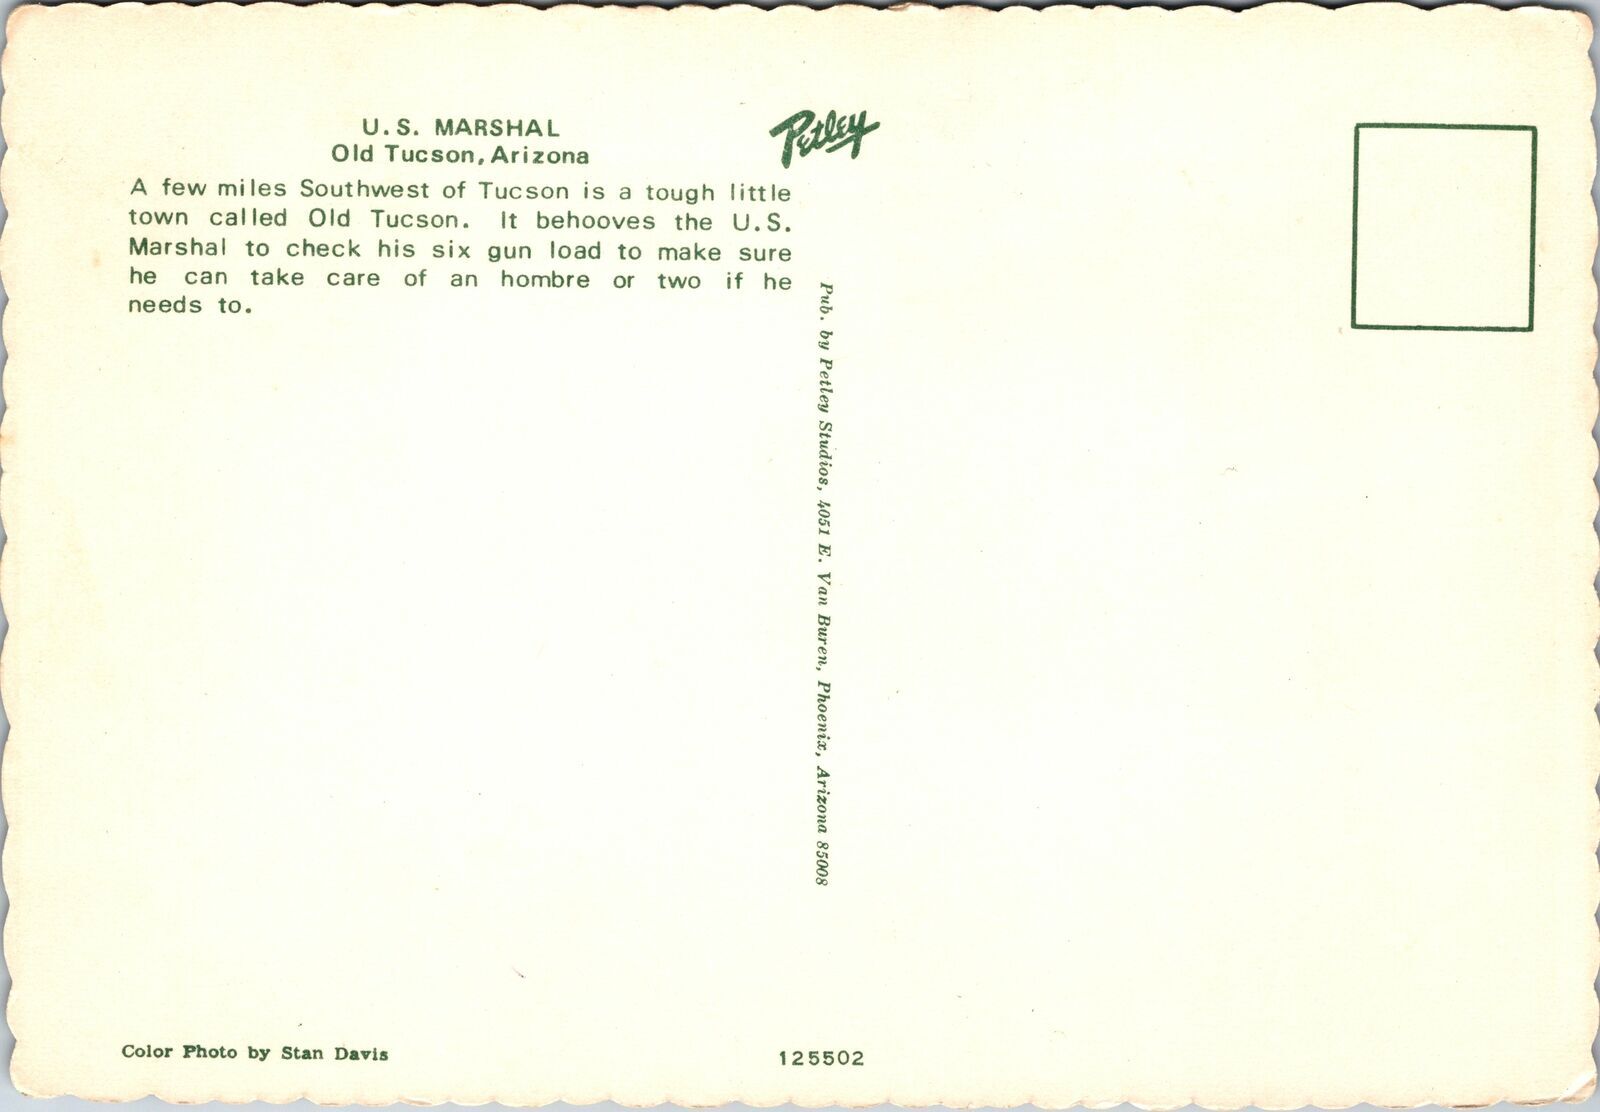 U.S. MARSHAL
Old Tucson, Arizona
A few miles Southwest of Tucson is a tough little
town called Old Tucson. It behooves the U.S.
Marshal to check his six gun load to make sure
he can take care of an hombre or two if he
needs to.
Petley
Pub. by Petley Studios, 4051 E. Van Buren, Phoenix, Arizona 85008
Color Photo by Stan Davis
125502